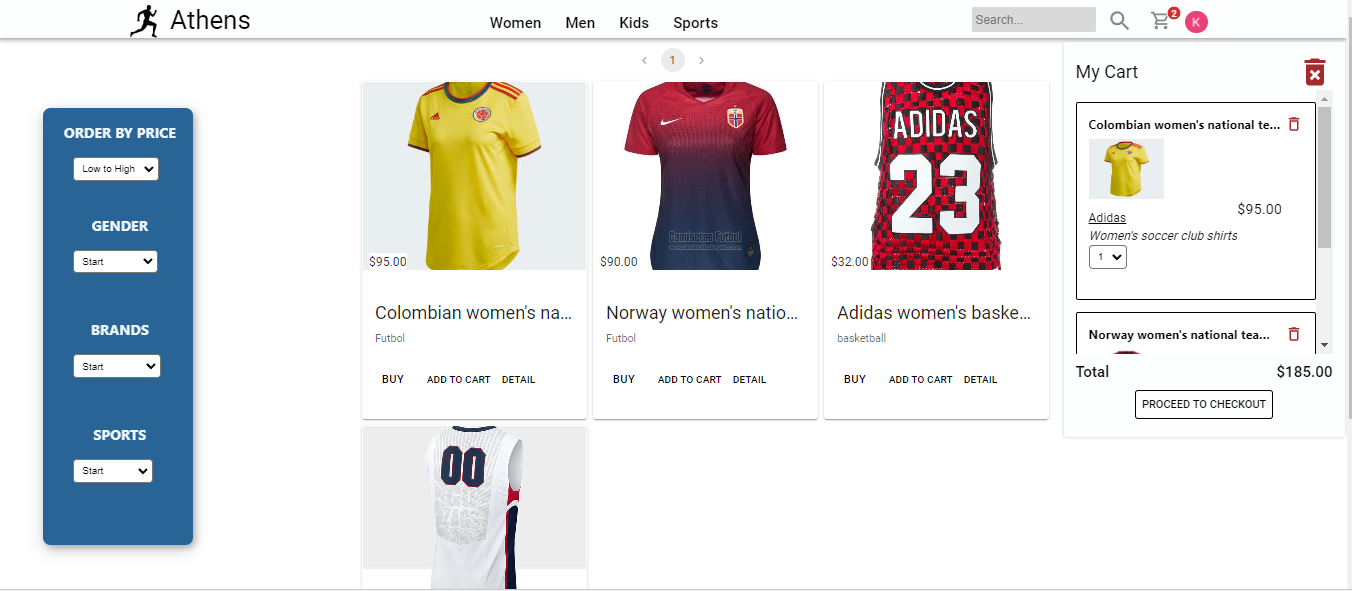 Athens
Women Men Kids Sports
Search...
2
K
1
ORDER BY PRICE
Low to High
GENDER
Start
BRANDS
Start
SPORTS
Start
$95.00
Colombian women's na...
Futbol
BUY ADD TO CART DETAIL
Camisetas Futbol
$90.00
Norway women's natio...
Futbol
BUY ADD TO CART DETAIL
ADIDAS
23
$32.00
Adidas women's baske...
basketball
BUY ADD TO CART DETAIL
00
My Cart
Colombian women's national te...
$95.00
Adidas
Women's soccer club shirts
1
Norway women's national tea...
Total $185.00
PROCEED TO CHECKOUT